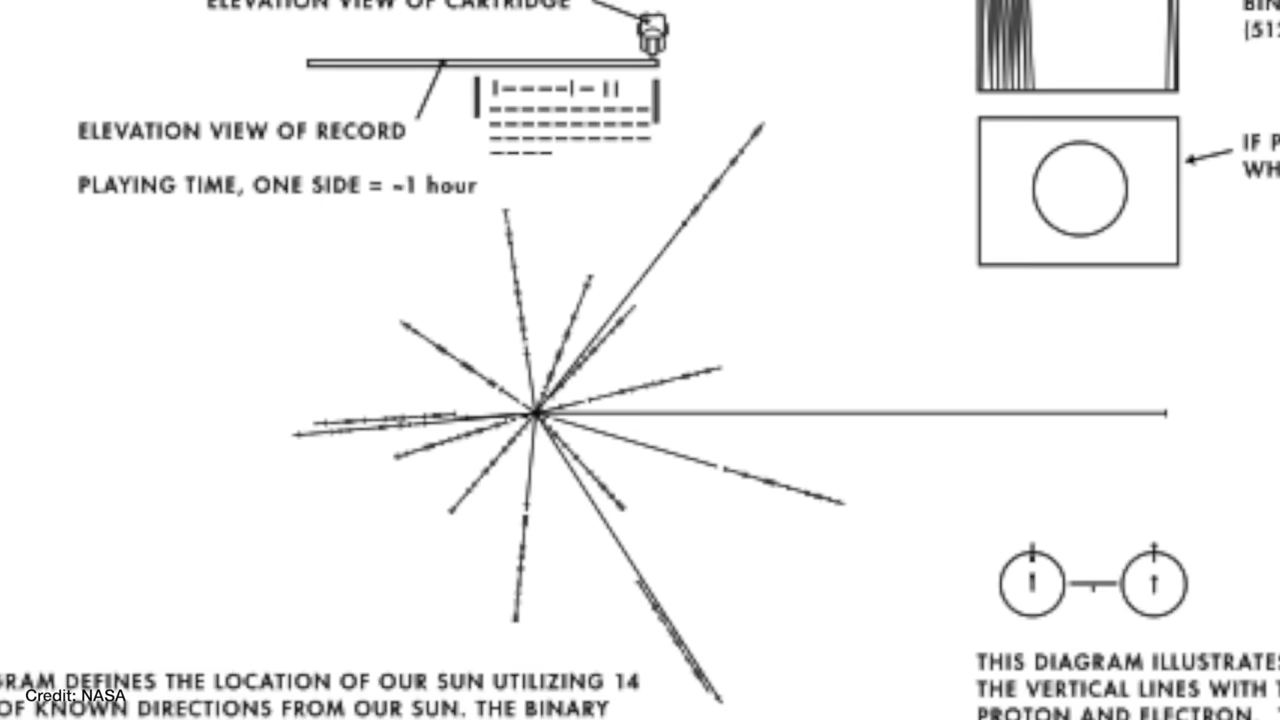 ELEVATION VIEW OF CARTRIDGE
ELEVATION VIEW OF RECORD
PLAYING TIME, ONE SIDE = ~1 hour
(512
IF P
WH
GRAM DEFINES THE LOCATION OF OUR SUN UTILIZING 14
OF KNOWN DIRECTIONS FROM OUR SUN. THE BINARY
Credit: NASA
THIS DIAGRAM ILLUSTRATES
THE VERTICAL LINES WITH
PROTON AND ELECTRON.